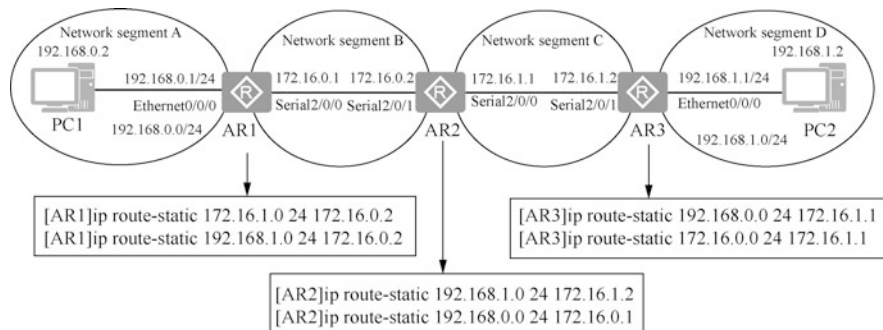 Network segment A
Network segment B
Network segment C
Network segment D
192.168.0.2
192.168.1.2
192.168.0.1/24
172.16.0.1
172.16.0.2
172.16.1.1
172.16.1.2
192.168.1.1/24
R
R
R
Ethernet0/0/0
Serial2/0/0
Serial2/0/1
Serial2/0/0
Serial2/0/1
Ethernet0/0/0
PC1
192.168.0.0/24
AR1
AR2
AR3
192.168.1.0/24
PC2
[AR1]ip route-static 172.16.1.0 24 172.16.0.2
[AR1]ip route-static 192.168.1.0 24 172.16.0.2
[AR3]ip route-static 192.168.0.0 24 172.16.1.1
[AR3]ip route-static 172.16.0.0 24 172.16.1.1
[AR2]ip route-static 192.168.1.0 24 172.16.1.2
[AR2]ip route-static 192.168.0.0 24 172.16.0.1